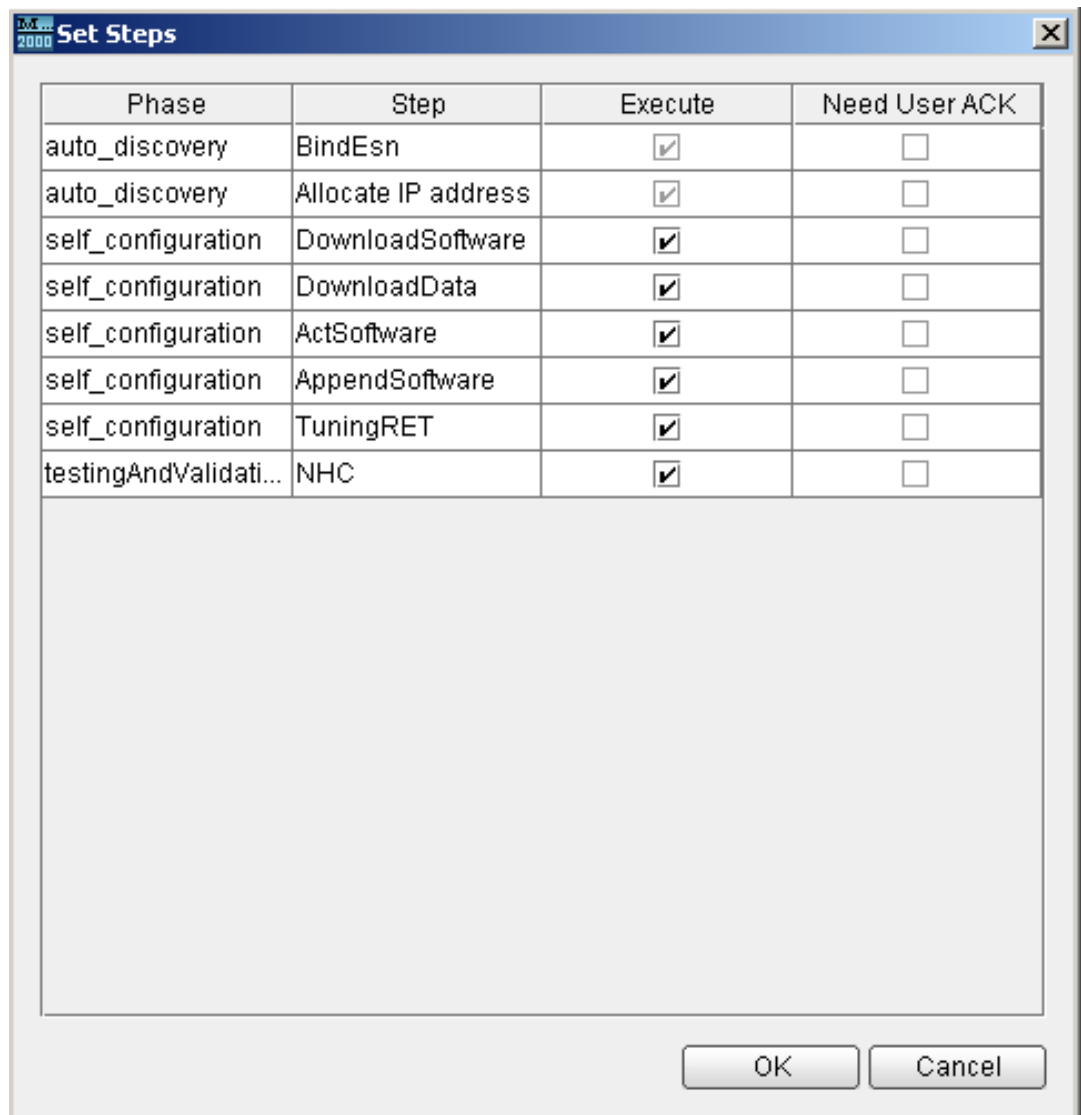 M... 2000 Set Steps
Phase Step Execute Need User ACK
auto_discovery BindEsn
auto_discovery Allocate IP address
self_configuration DownloadSoftware
self_configuration DownloadData
self_configuration ActSoftware
self_configuration AppendSoftware
self_configuration TuningRET
testingAndValidati... NHC
OK Cancel